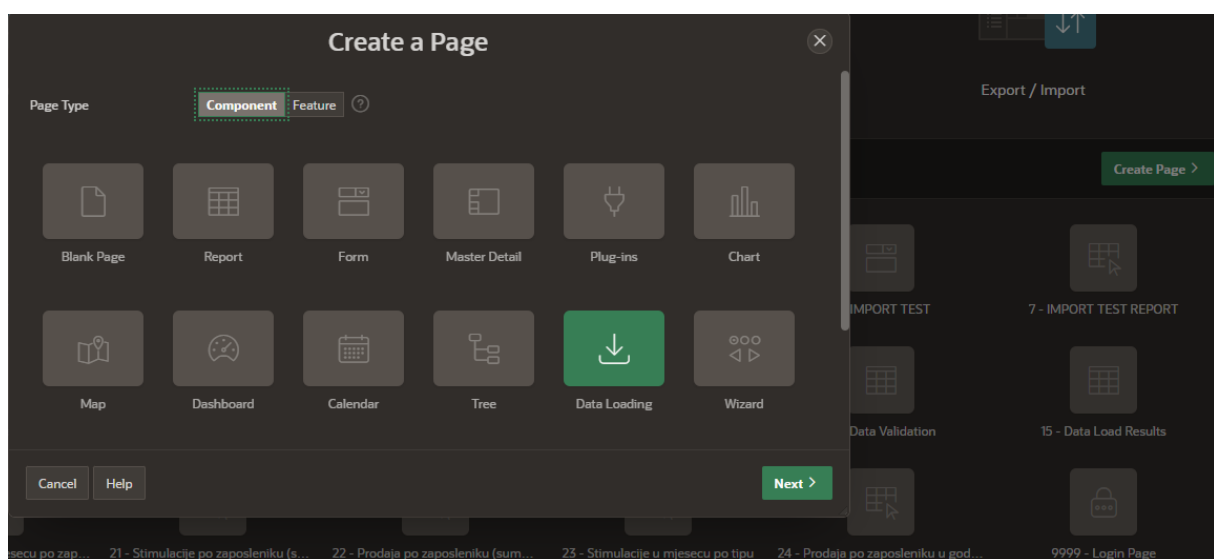 Create a Page
Export / Import
Page Type
Component
Feature
Create Page
Blank Page
Report
Form
Master Detail
Plug-ins
Chart
IMPORT TEST
7 - IMPORT TEST REPORT
Map
Dashboard
Calendar
Tree
Data Loading
Wizard
Data Validation
15 - Data Load Results
Cancel
Help
Next
po zap...
21 - Stimulacije po zaposleniku (s...
22 - Prodaja po zaposleniku (sum...
23 - Stimulacije u mjesecu po tipu
24 - Prodaja po zaposleniku u god...
9999 - Login Page